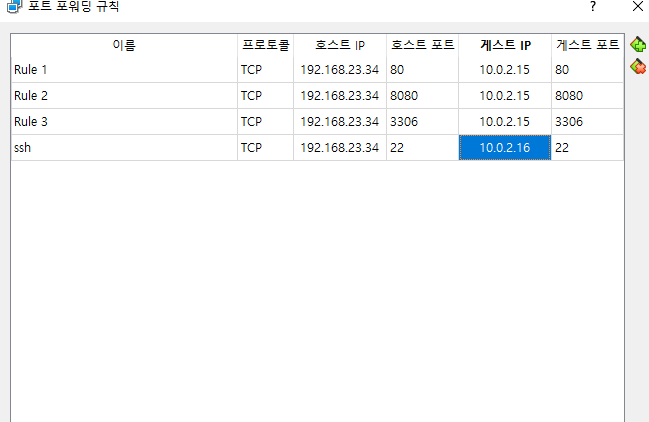 포트 포워딩 규칙 ?
이름 프로토콜 호스트 IP 호스트 포트 게스트 IP 게스트 포트
Rule 1 TCP 192.168.23.34 80 10.0.2.15 80
Rule 2 TCP 192.168.23.34 8080 10.0.2.15 8080
Rule 3 TCP 192.168.23.34 3306 10.0.2.15 3306
ssh TCP 192.168.23.34 22 10.0.2.16 22